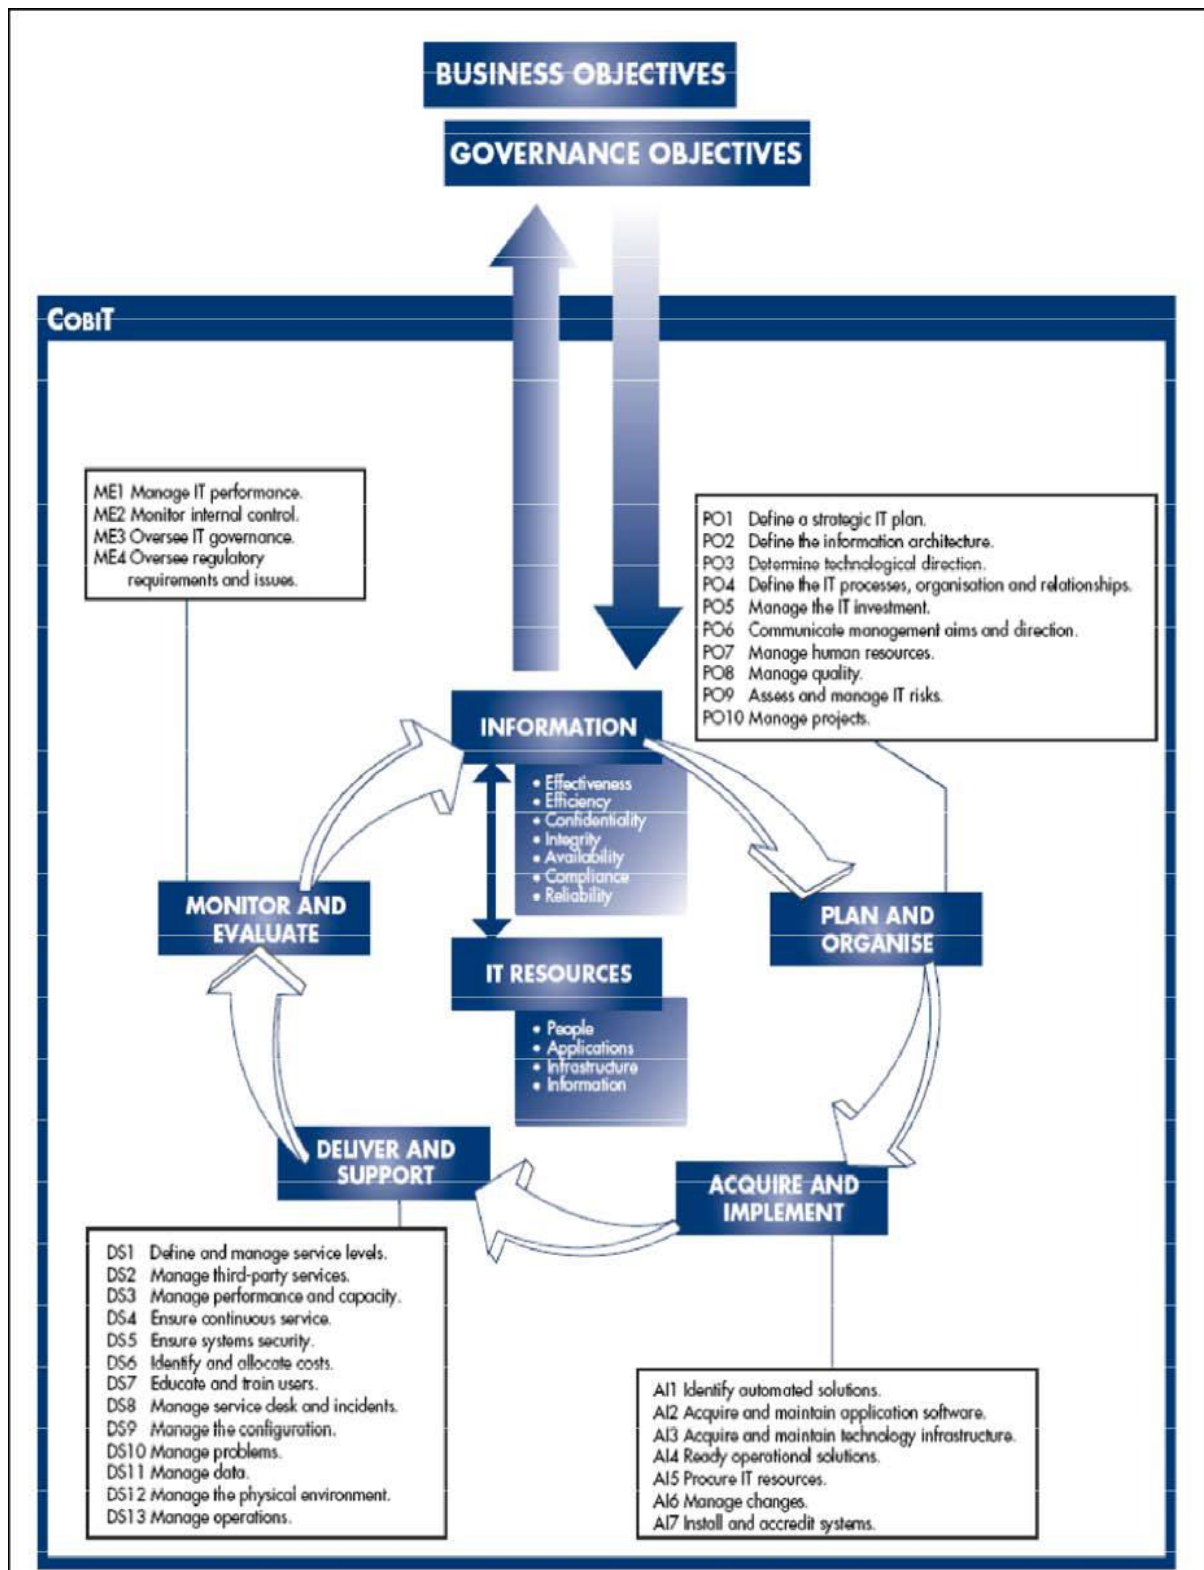 BUSINESS OBJECTIVES
GOVERNANCE OBJECTIVES
COBIT
ME1 Manage IT performance.
ME2 Monitor internal control.
ME3 Oversee IT governance.
ME4 Oversee regulatory
requirements and issues.
PO1 Define a strategic IT plan.
PO2 Define the information architecture.
PO3 Determine technological direction.
PO4 Define the IT processes, organisation and relationships.
PO5 Manage the IT investment.
PO6 Communicate management aims and direction.
PO7 Manage human resources.
PO8 Manage quality.
PO9 Assess and manage IT risks.
PO10 Manage projects.
INFORMATION
• Effectiveness
• Efficiency
• Confidentiality
• Integrity
• Availability
• Compliance
• Reliability
MONITOR AND
EVALUATE
PLAN AND
ORGANISE
IT RESOURCES
• People
• Applications
• Infrastructure
• Information
DELIVER AND
SUPPORT
ACQUIRE AND
IMPLEMENT
DS1 Define and manage service levels.
DS2 Manage third-party services.
DS3 Manage performance and capacity.
DS4 Ensure continuous service.
DS5 Ensure systems security.
DS6 Identify and allocate costs.
DS7 Educate and train users.
DS8 Manage service desk and incidents.
DS9 Manage the configuration.
DS10 Manage problems.
DS11 Manage data.
DS12 Manage the physical environment.
DS13 Manage operations.
AI1 Identify automated solutions.
AI2 Acquire and maintain application software.
AI3 Acquire and maintain technology infrastructure.
AI4 Ready operational solutions.
AI5 Procure IT resources.
AI6 Manage changes.
AI7 Install and accredit systems.